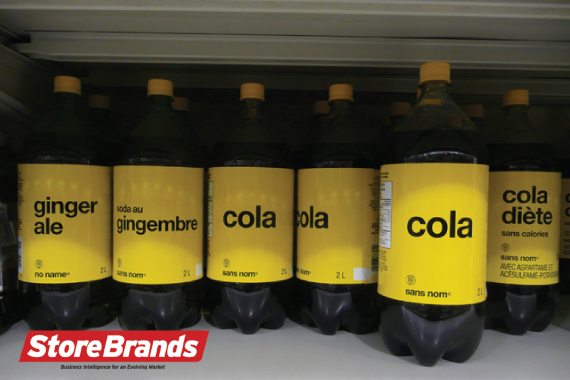 ginger
ale
no name®
2 L
soda au
gingembre
sans nom®
2 L
cola
sans nom®
2 L
cola
sans nom®
2 L
cola
sans nom®
cola
diète
sans calories
sans nom®
AVEC ASPARTAME ET
ACÉSULFAME-POTASSIUM
StoreBrands
Business Intelligence for an Evolving Market